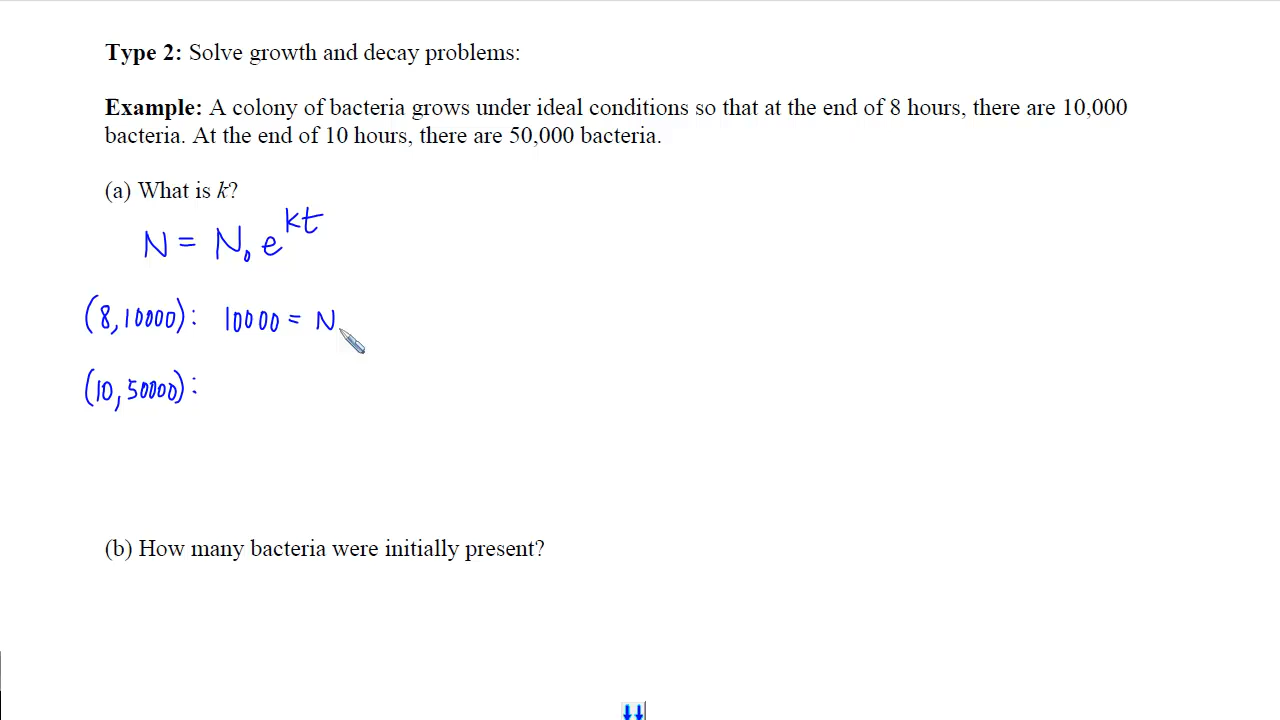 Type 2: Solve growth and decay problems:
Example: A colony of bacteria grows under ideal conditions so that at the end of 8 hours, there are 10,000
bacteria. At the end of 10 hours, there are 50,000 bacteria.
(a) What is k?
N = N₀ e^{kt}
(8, 10000): 10000 = N
(10, 50000):
(b) How many bacteria were initially present?